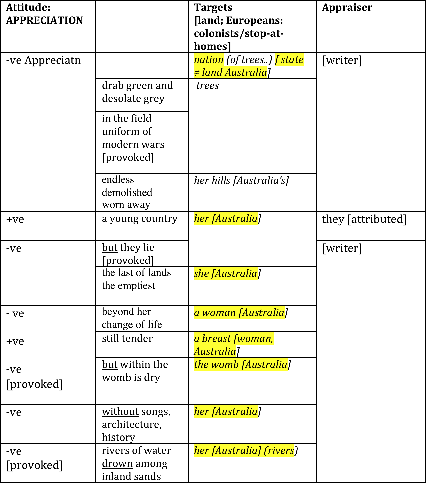 Attitude:
APPRECIATION
Targets
[land; Europeans:
colonists/stop-at-
homes]
Appraiser
-ve Appreciatn
nation (of trees.) [ state
≠ land Australia]
[writer]
drab green and
desolate grey
trees
in the field
uniform of
modern wars
[provoked]
endless
demolished
worn away
her hills [Australia's]
+ve
a young country
her [Australia]
they [attributed]
-ve
but they lie
[provoked]
[writer]
the last of lands
the emptiest
she [Australia]
- ve
beyond her
change of life
a woman [Australia]
+ve
still tender
a breast [woman,
Australia]
-ve
[provoked]
but within the
womb is dry
the womb [Australia]
-ve
without songs,
architecture,
history
her [Australia]
-ve
[provoked]
rivers of water
drown among
inland sands
her [Australia] (rivers)